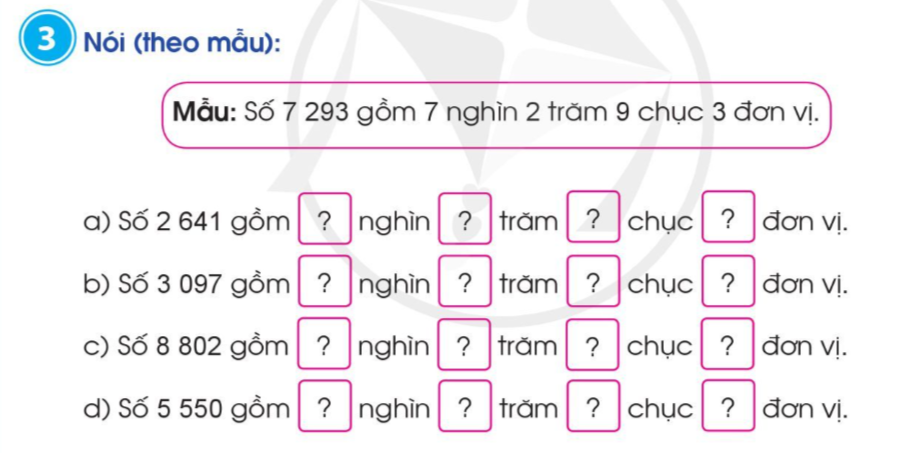 3 Nói (theo mẫu):
Mẫu: Số 7 293 gồm 7 nghìn 2 trăm 9 chục 3 đơn vị.
a) Số 2 641 gồm ? nghìn ? trăm ? chục ? đơn vị.
b) Số 3 097 gồm ? nghìn ? trăm ? chục ? đơn vị.
c) Số 8 802 gồm ? nghìn ? trăm ? chục ? đơn vị.
d) Số 5 550 gồm ? nghìn ? trăm ? chục ? đơn vị.